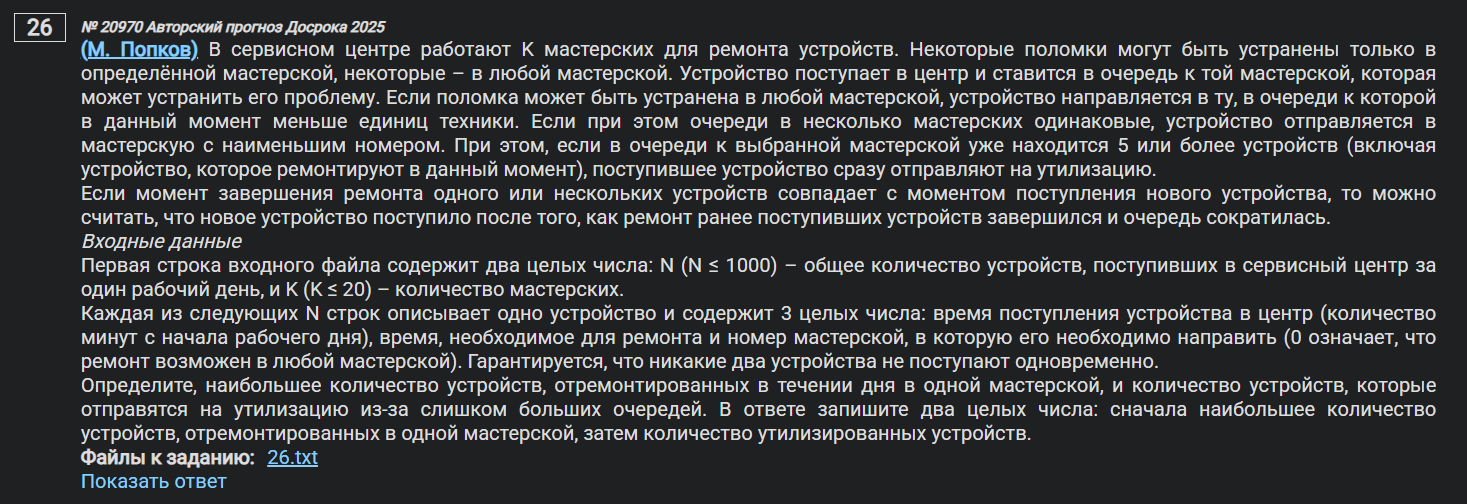 26
№ 20970 Авторский прогноз Досрока 2025
(М. Попков) В сервисном центре работают K мастерских для ремонта устройств. Некоторые поломки могут быть устранены только в
определённой мастерской, некоторые – в любой мастерской. Устройство поступает в центр и ставится в очередь к той мастерской, которая
может устранить его проблему. Если поломка может быть устранена в любой мастерской, устройство направляется в ту, в очереди к которой
в данный момент меньше единиц техники. Если при этом очереди в несколько мастерских одинаковые, устройство отправляется в
мастерскую с наименьшим номером. При этом, если в очереди к выбранной мастерской уже находится 5 или более устройств (включая
устройство, которое ремонтируют в данный момент), поступившее устройство сразу отправляют на утилизацию.
Если момент завершения ремонта одного или нескольких устройств совпадает с моментом поступления нового устройства, то можно
считать, что новое устройство поступило после того, как ремонт ранее поступивших устройств завершился и очередь сократилась.
Входные данные
Первая строка входного файла содержит два целых числа: N (N ≤ 1000) – общее количество устройств, поступивших в сервисный центр за
один рабочий день, и K (K ≤ 20) – количество мастерских.
Каждая из следующих N строк описывает одно устройство и содержит 3 целых числа: время поступления устройства в центр (количество
минут с начала рабочего дня), время, необходимое для ремонта и номер мастерской, в которую его необходимо направить (0 означает, что
ремонт возможен в любой мастерской). Гарантируется, что никакие два устройства не поступают одновременно.
Определите, наибольшее количество устройств, отремонтированных в течении дня в одной мастерской, и количество устройств, которые
отправятся на утилизацию из-за слишком больших очередей. В ответе запишите два целых числа: сначала наибольшее количество
устройств, отремонтированных в одной мастерской, затем количество утилизированных устройств.
Файлы к заданию: 26.txt
Показать ответ